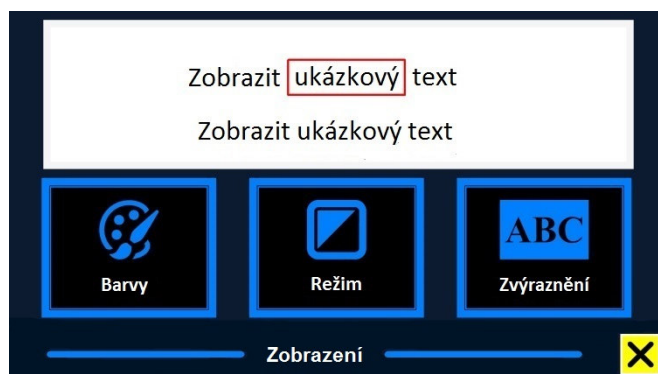 Zobrazit ukázkový text
Zobrazit ukázkový text
ABC
Barvy
Režim
Zvýraznění
Zobrazení